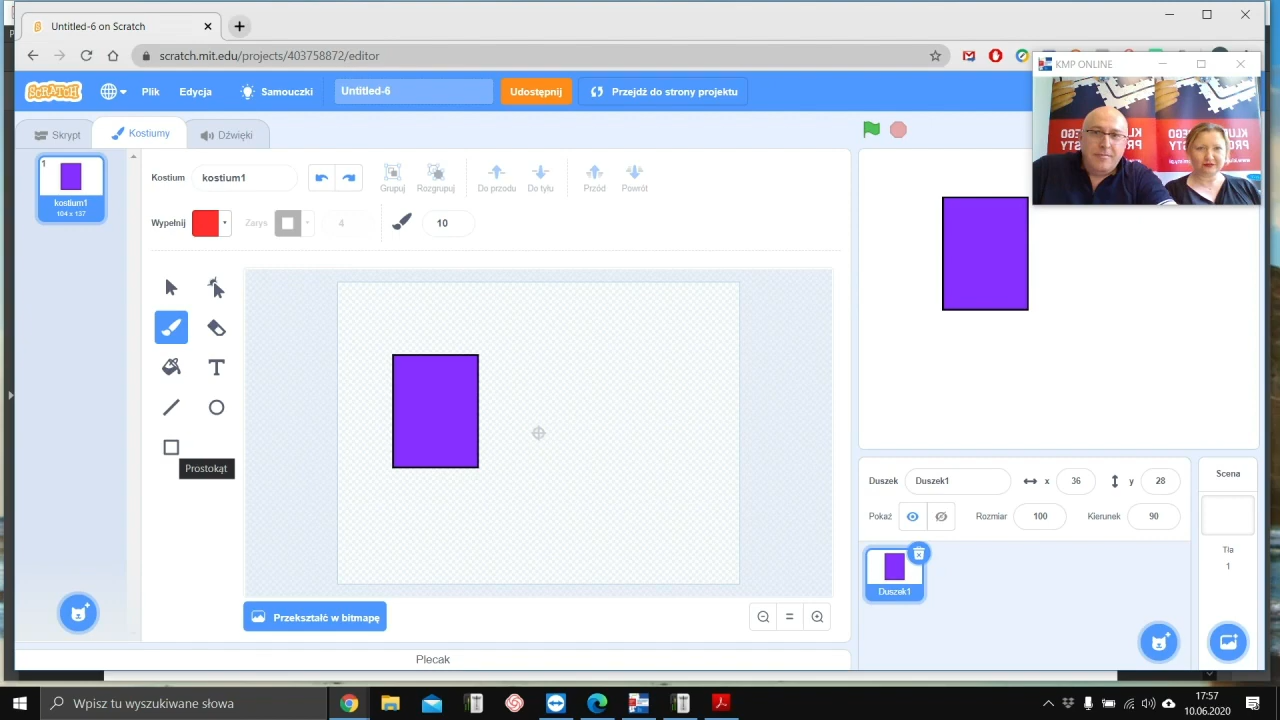 Untitled-6 on Scratch
scratch.mit.edu/projects/403758872/editor
KMP ONLINE
SCRATCH
Plik
Edycja
Samouczki
Untitled-6
Udostępnij
Przejdź do strony projektu
Skrypt
Kostiumy
Dźwięki
1
kostium1
104 x 137
Kostium
kostium1
Grupuj
Rozgrupuj
Do przodu
Do tyłu
Przód
Powrót
Wypełnij
Zarys
4
10
Prostokąt
Przekształć w bitmapę
Plecak
Duszek
Duszek1
x
36
y
28
Pokaż
Rozmiar
100
Kierunek
90
Duszek1
Scena
Tła
1
Wpisz tu wyszukiwane słowa
17:57
10.06.2020